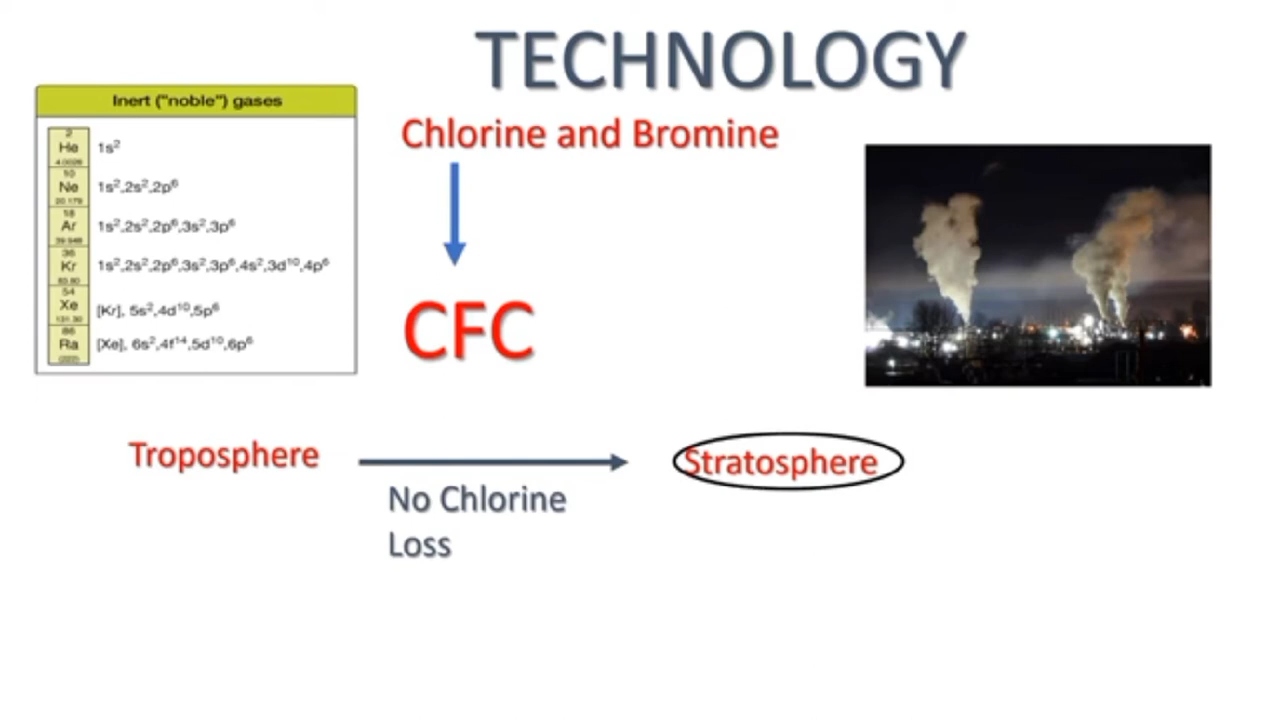 TECHNOLOGY
Inert ("noble") gases
2
He 1s²
4.0026
10
Ne 1s²,2s²,2p⁶
20.179
18
Ar 1s²,2s²,2p⁶,3s²,3p⁶
39.948
36
Kr 1s²,2s²,2p⁶,3s²,3p⁶,4s²,3d¹⁰,4p⁶
83.80
54
Xe [Kr], 5s²,4d¹⁰,5p⁶
131.30
86
Ra [Xe], 6s²,4f¹⁴,5d¹⁰,6p⁶
(222)
Chlorine and Bromine
CFC
Troposphere
No Chlorine
Loss
Stratosphere